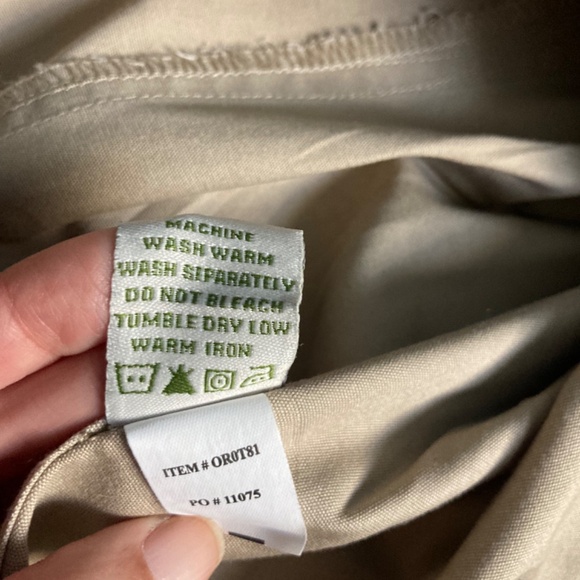 MACHINE
WASH WARM
WASH SEPARATELY
DO NOT BLEACH
TUMBLE DRY LOW
WARM IRON
ITEM # OR0T81
PO # 11075